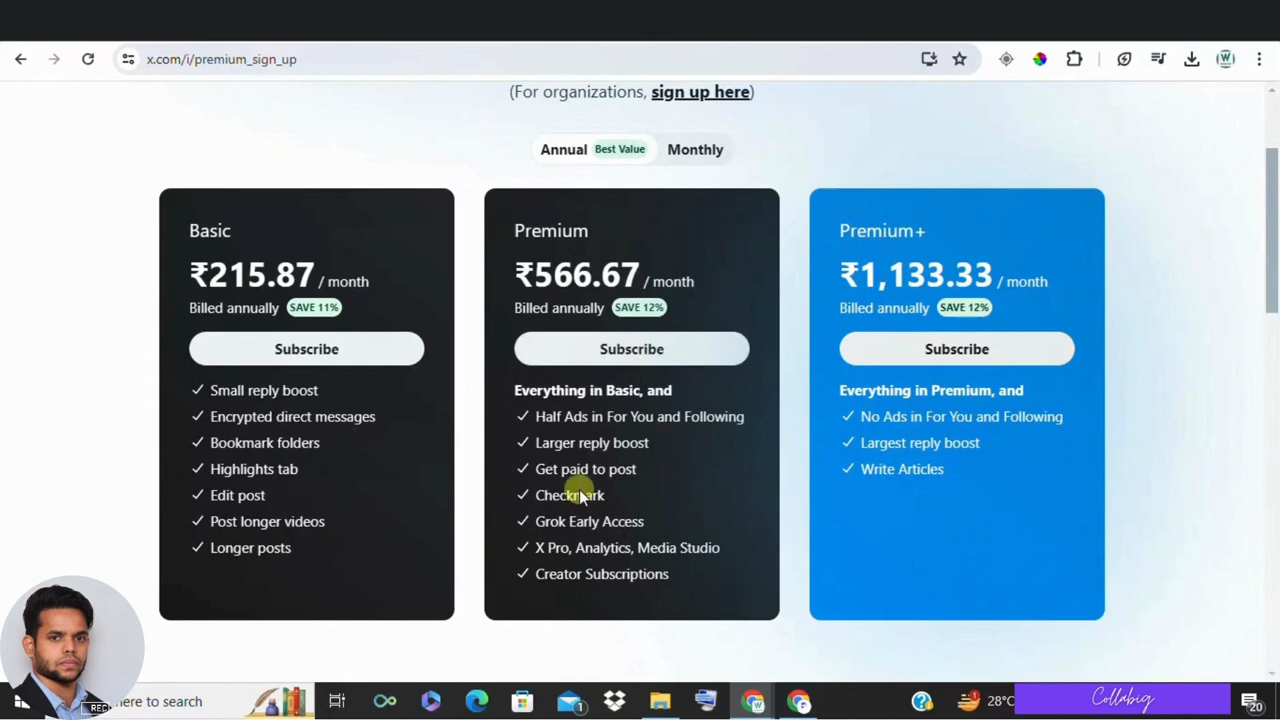 x.com/i/premium_sign_up
(For organizations, sign up here)
Annual Best Value Monthly
Basic
₹215.87 / month
Billed annually SAVE 11%
Subscribe
✓ Small reply boost
✓ Encrypted direct messages
✓ Bookmark folders
✓ Highlights tab
✓ Edit post
✓ Post longer videos
✓ Longer posts
Premium
₹566.67 / month
Billed annually SAVE 12%
Subscribe
Everything in Basic, and
✓ Half Ads in For You and Following
✓ Larger reply boost
✓ Get paid to post
✓ Checkmark
✓ Grok Early Access
✓ X Pro, Analytics, Media Studio
✓ Creator Subscriptions
Premium+
₹1,133.33 / month
Billed annually SAVE 12%
Subscribe
Everything in Premium, and
✓ No Ads in For You and Following
✓ Largest reply boost
✓ Write Articles
REC
here to search
1
28°C
Collabig
20